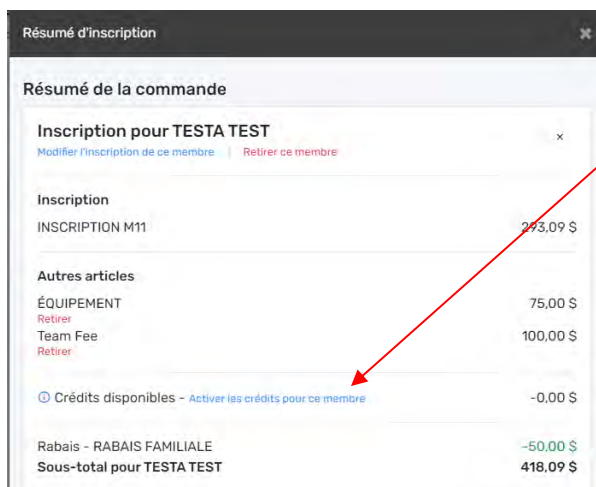 Résumé d'inscription ×
Résumé de la commande
Inscription pour TESTA TEST ×
Modifier l'inscription de ce membre | Retirer ce membre
Inscription
INSCRIPTION M11 293,09 $
Autres articles
ÉQUIPEMENT 75,00 $
Retirer
Team Fee 100,00 $
Retirer
Crédits disponibles - Activer les crédits pour ce membre -0,00 $
Rabais - RABAIS FAMILIALE -50,00 $
Sous-total pour TESTA TEST 418,09 $